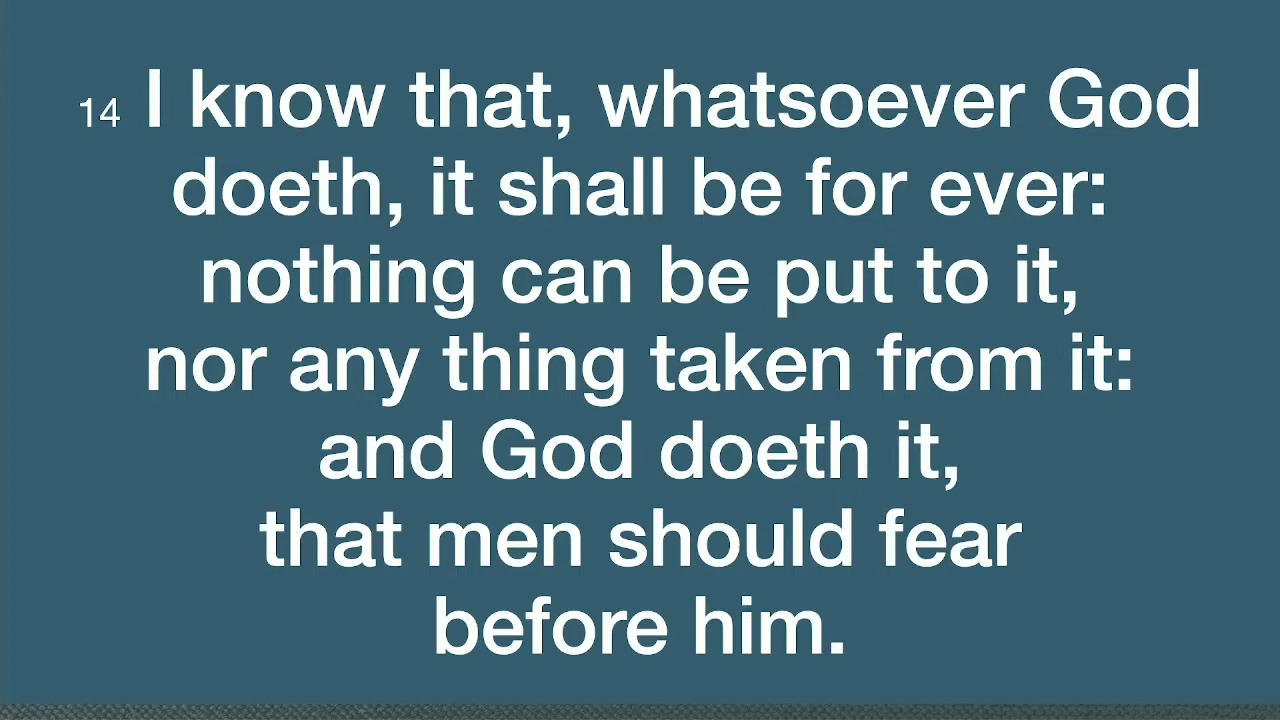 14 I know that, whatsoever God
doeth, it shall be for ever:
nothing can be put to it,
nor any thing taken from it:
and God doeth it,
that men should fear
before him.